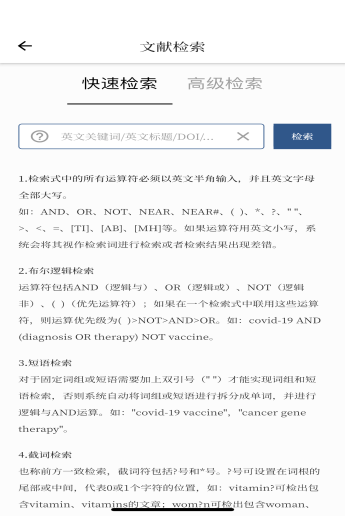 文献检索
快速检索 高级检索
英文关键词/英文标题/DOI/... 检索
1.检索式中的所有运算符必须以英文半角输入，并且英文字母
全部大写。
如：AND、OR、NOT、NEAR、NEAR#、( )、*、?、" "、
>、<、=、[TI]、[AB]、[MH]等。如果运算符用英文小写，系
统会将其视作检索词进行检索或者检索结果出现差错。
2.布尔逻辑检索
运算符包括AND（逻辑与）、OR（逻辑或）、NOT（逻辑
非）、( )（优先运算符）；如果在一个检索式中联用这些运算
符，则运算优先级为( )>NOT>AND>OR。如：covid-19 AND
(diagnosis OR therapy) NOT vaccine。
3.短语检索
对于固定词组或短语需要加上双引号（" "）才能实现词组和短
语检索，否则系统自动将词组或短语进行拆分成单词，并进行
逻辑与AND运算。如："covid-19 vaccine"，"cancer gene
therapy"。
4.截词检索
也称前方一致检索，截词符包括?号和*号。?号可设置在词根的
尾部或中间，代表0或1个字符的位置，如：vitamin?可检出包
含vitamin、vitamins的文章；wom?n可检出包含woman、